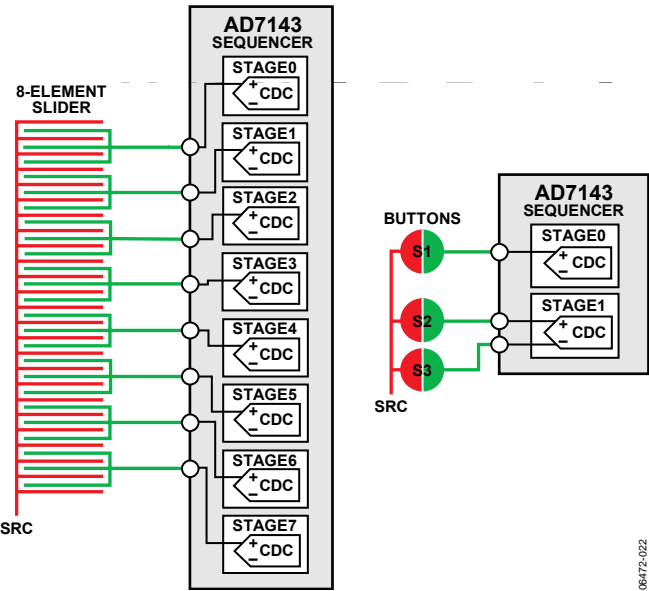 AD7143
SEQUENCER
STAGE0
+
–
CDC
8-ELEMENT
SLIDER
STAGE1
+
–
CDC
STAGE2
+
–
CDC
STAGE3
+
–
CDC
STAGE4
+
–
CDC
STAGE5
+
–
CDC
STAGE6
+
–
CDC
STAGE7
+
–
CDC
SRC
AD7143
SEQUENCER
BUTTONS
STAGE0
+
–
CDC
S1
STAGE1
+
–
CDC
S2
S3
SRC
06472-022